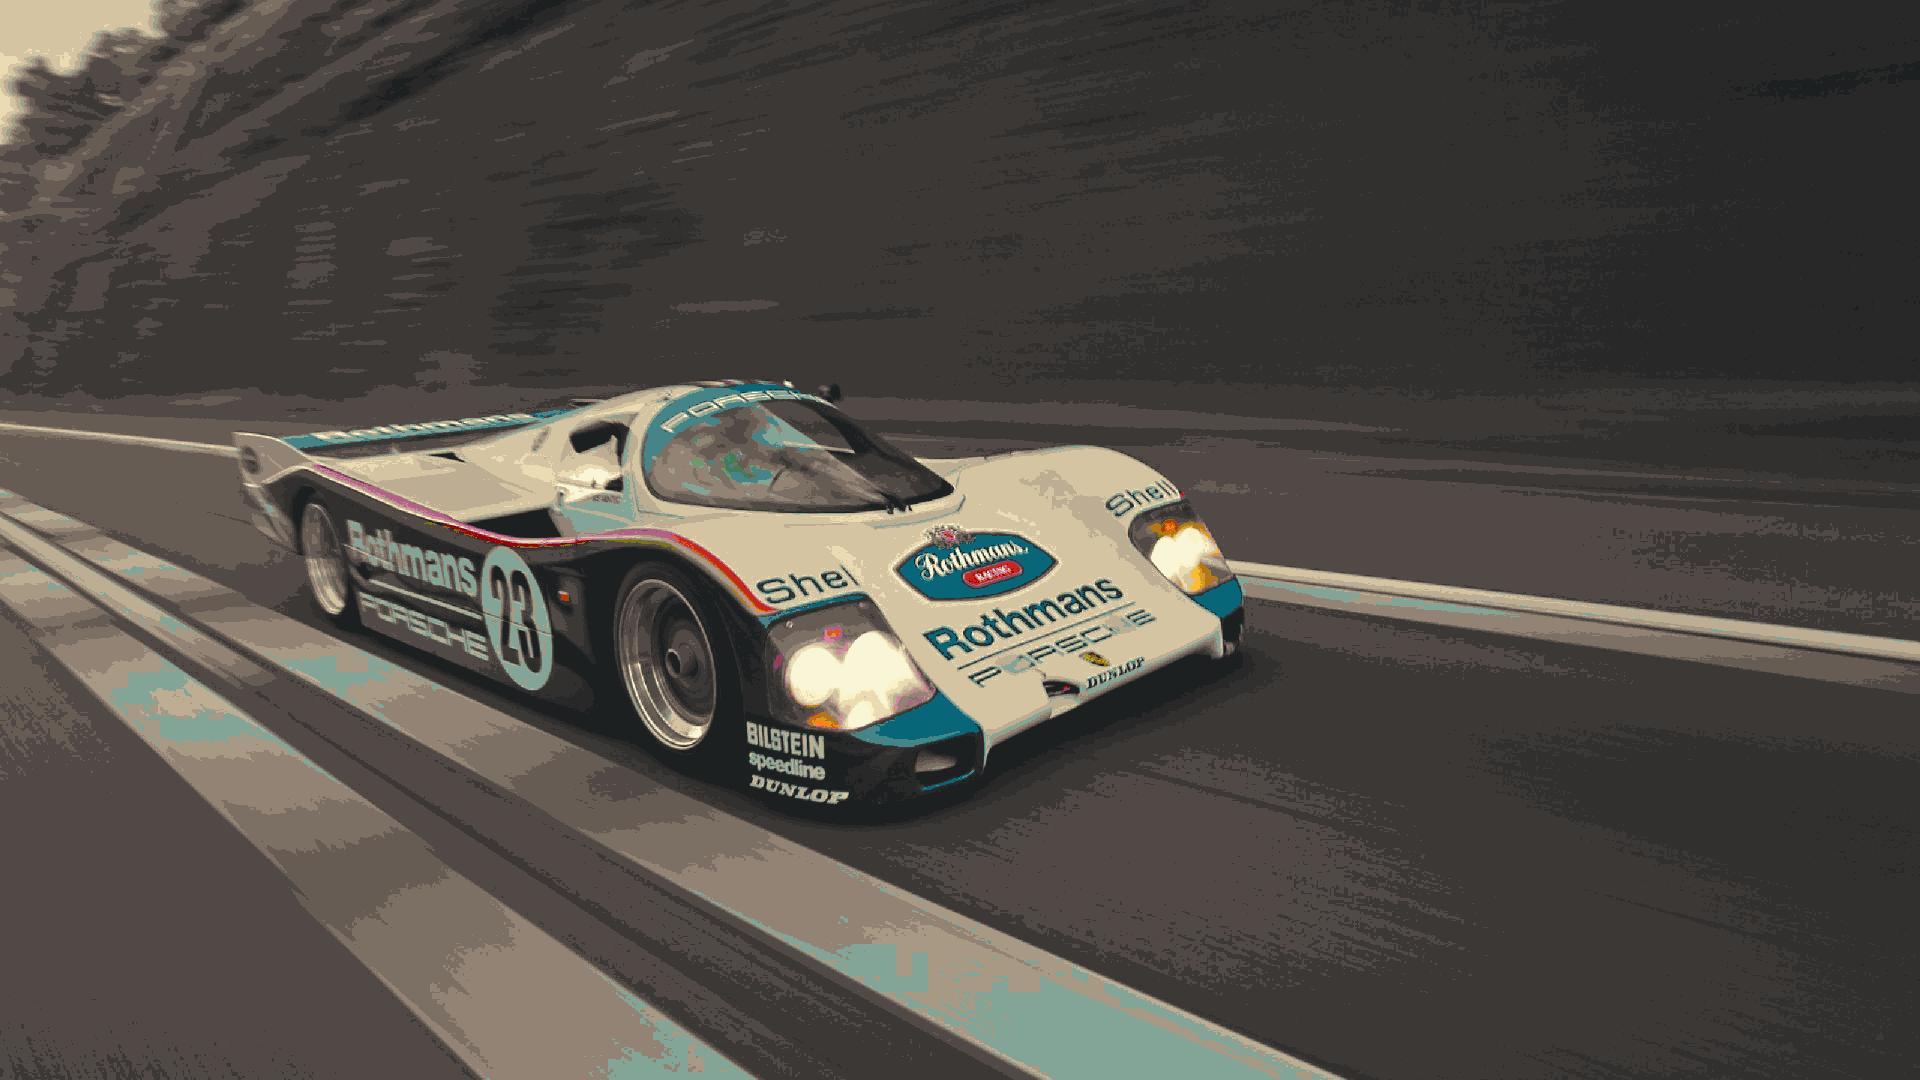 PORSCHE
Rothmans
Shell
Shell
Rothmans
RACING
Rothmans
PORSCHE
DUNLOP
Rothmans
PORSCHE
23
BILSTEIN
speedline
DUNLOP